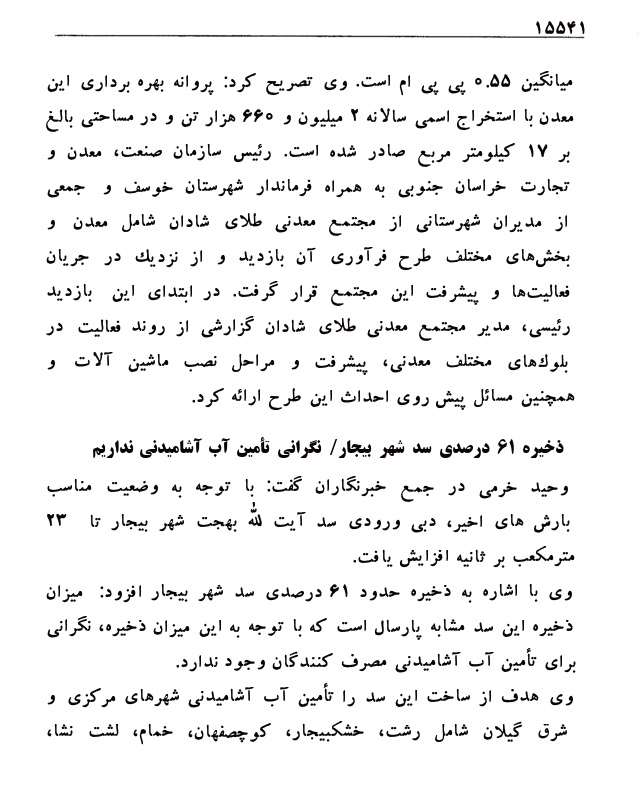 ۱۵۵۴۱
میانگین ۰.۵۵ پی پی ام است. وی تصریح کرد: پروانه بهره برداری این
معدن با استخراج اسمی سالانه ۲ میلیون و ۶۶۰ هزار تن و در مساحتی بالغ
بر ۱۷ کیلومتر مربع صادر شده است. رئیس سازمان صنعت، معدن و
تجارت خراسان جنوبی به همراه فرماندار شهرستان خوسف و جمعی
از مدیران شهرستانی از مجتمع معدنی طلای شادان شامل معدن و
بخش‌های مختلف طرح فرآوری آن بازدید و از نزدیك در جریان
فعالیت‌ها و پیشرفت این مجتمع قرار گرفت. در ابتدای این بازدید
رئیسی، مدیر مجتمع معدنی طلای شادان گزارشی از روند فعالیت در
بلوك‌های مختلف معدنی، پیشرفت و مراحل نصب ماشین آلات و
همچنین مسائل پیش روی احداث این طرح ارائه کرد.
ذخیره ۶۱ درصدی سد شهر بیجار/ نگرانی تأمین آب آشامیدنی نداریم
وحید خرمی در جمع خبرنگاران گفت: با توجه به وضعیت مناسب
بارش های اخیر، دبی ورودی سد آیت لله بهجت شهر بیجار تا ۲۳
مترمکعب بر ثانیه افزایش یافت.
وی با اشاره به ذخیره حدود ۶۱ درصدی سد شهر بیجار افزود: میزان
ذخیره این سد مشابه پارسال است که با توجه به این میزان ذخیره، نگرانی
برای تأمین آب آشامیدنی مصرف کنندگان وجود ندارد.
وی هدف از ساخت این سد را تأمین آب آشامیدنی شهرهای مرکزی و
شرق گیلان شامل رشت، خشکبیجار، کوچصفهان، خمام، لشت نشا،